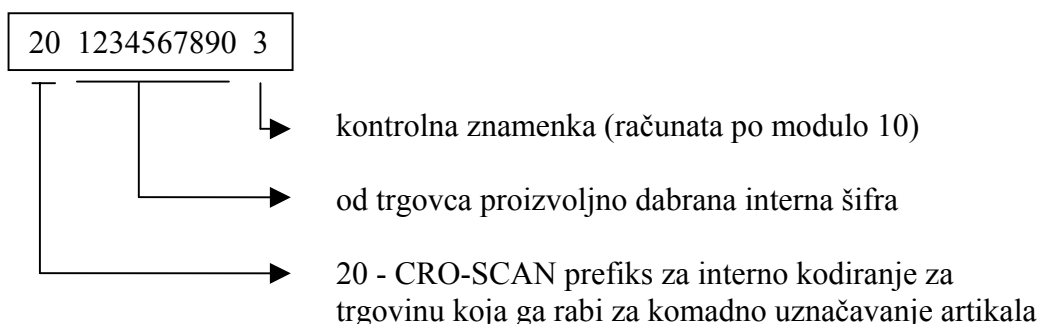 20 1234567890 3
kontrolna znamenka (računata po modulo 10)
od trgovca proizvoljno dabrana interna šifra
20 - CRO-SCAN prefiks za interno kodiranje za
trgovinu koja ga rabi za komadno uznačavanje artikala